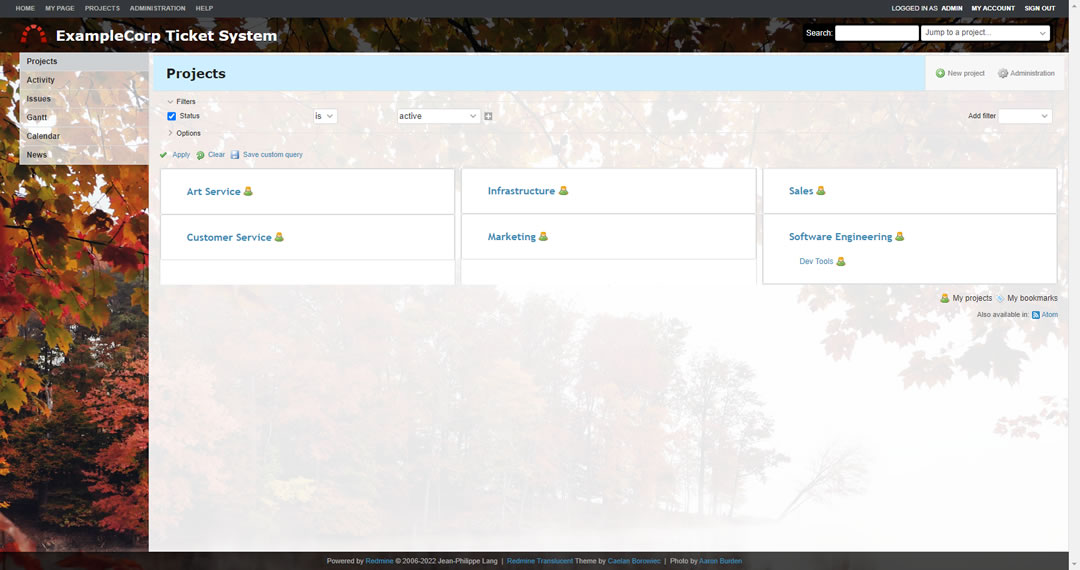 HOME MY PAGE PROJECTS ADMINISTRATION HELP LOGGED IN AS ADMIN MY ACCOUNT SIGN OUT
ExampleCorp Ticket System Search: Jump to a project...
Projects
Activity
Issues
Gantt
Calendar
News
Projects New project Administration
Filters
Status is active Add filter
Options
Apply Clear Save custom query
Art Service Infrastructure Sales
Customer Service Marketing Software Engineering
Dev Tools
My projects My bookmarks
Also available in: Atom
Powered by Redmine © 2006-2022 Jean-Philippe Lang | Redmine Translucent Theme by Caetas Borowiec | Photo by Aaron Burden